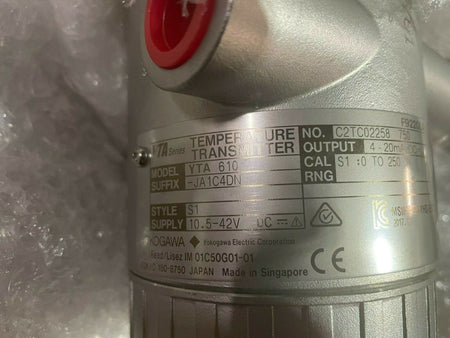 YTA Series TEMPERATURE TRANSMITTER
MODEL YTA 610
SUFFIX -JA1C4DN
STYLE S1
SUPPLY 10.5-42V DC
NO. C2TC02258
OUTPUT 4-20mA
CAL RNG S1 :0 TO 250
YOKOGAWA Yokogawa Electric Corporation
Read/Lisez IM 01C50G01-01
JAPAN Made in Singapore
CE